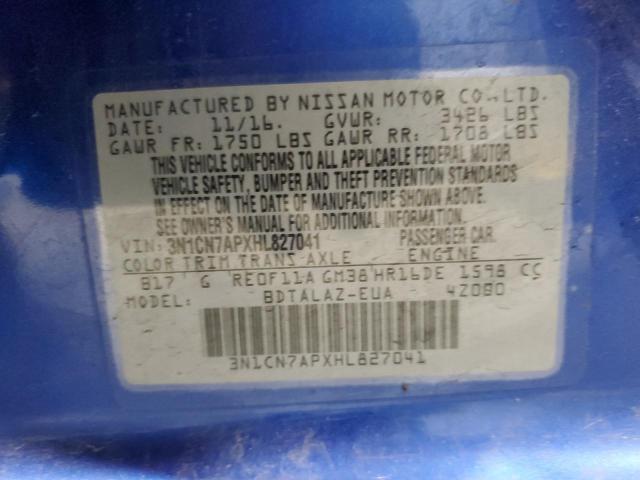 MANUFACTURED BY NISSAN MOTOR CO.,LTD.
DATE: 11/16. GVWR: 3426 LBS
GAWR FR: 1750 LBS GAWR RR: 1708 LBS
THIS VEHICLE CONFORMS TO ALL APPLICABLE FEDERAL MOTOR
VEHICLE SAFETY, BUMPER AND THEFT PREVENTION STANDARDS
IN EFFECT ON THE DATE OF MANUFACTURE SHOWN ABOVE.
SEE OWNER'S MANUAL FOR ADDITIONAL INFORMATION.
VIN: 3N1CN7APXHL827041 PASSENGER CAR.
COLOR TRIM TRANS AXLE ENGINE
B17 G RE0F11A GM38 HR16DE 1598 CC
MODEL: BDTALAZ-EUA 4Z0B0
3N1CN7APXHL827041